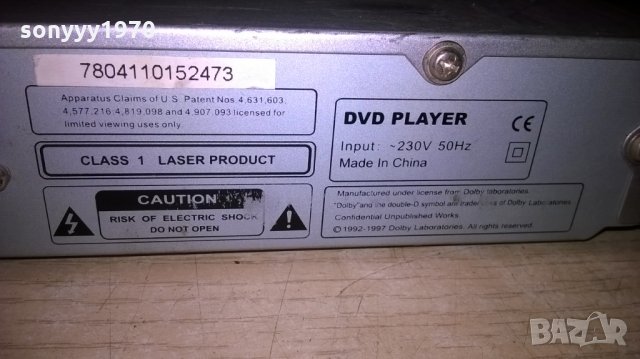 sonyyy1970
7804110152473
Apparatus Claims of U.S. Patent Nos. 4,631,603,
4,577,216,4,819,098 and 4,907,093 licensed for
limited viewing uses only.
CLASS 1 LASER PRODUCT
CAUTION
RISK OF ELECTRIC SHOCK
DO NOT OPEN
DVD PLAYER
Input: ~230V 50Hz
Made In China
CE
Manufactured under license from Dolby laboratories.
"Dolby"and the double-D symbol are trademarks of Dolby Laboratories
Confidential Unpublished Works
©1992-1997 Dolby Laboratories. All rights reserved.
BAZAR